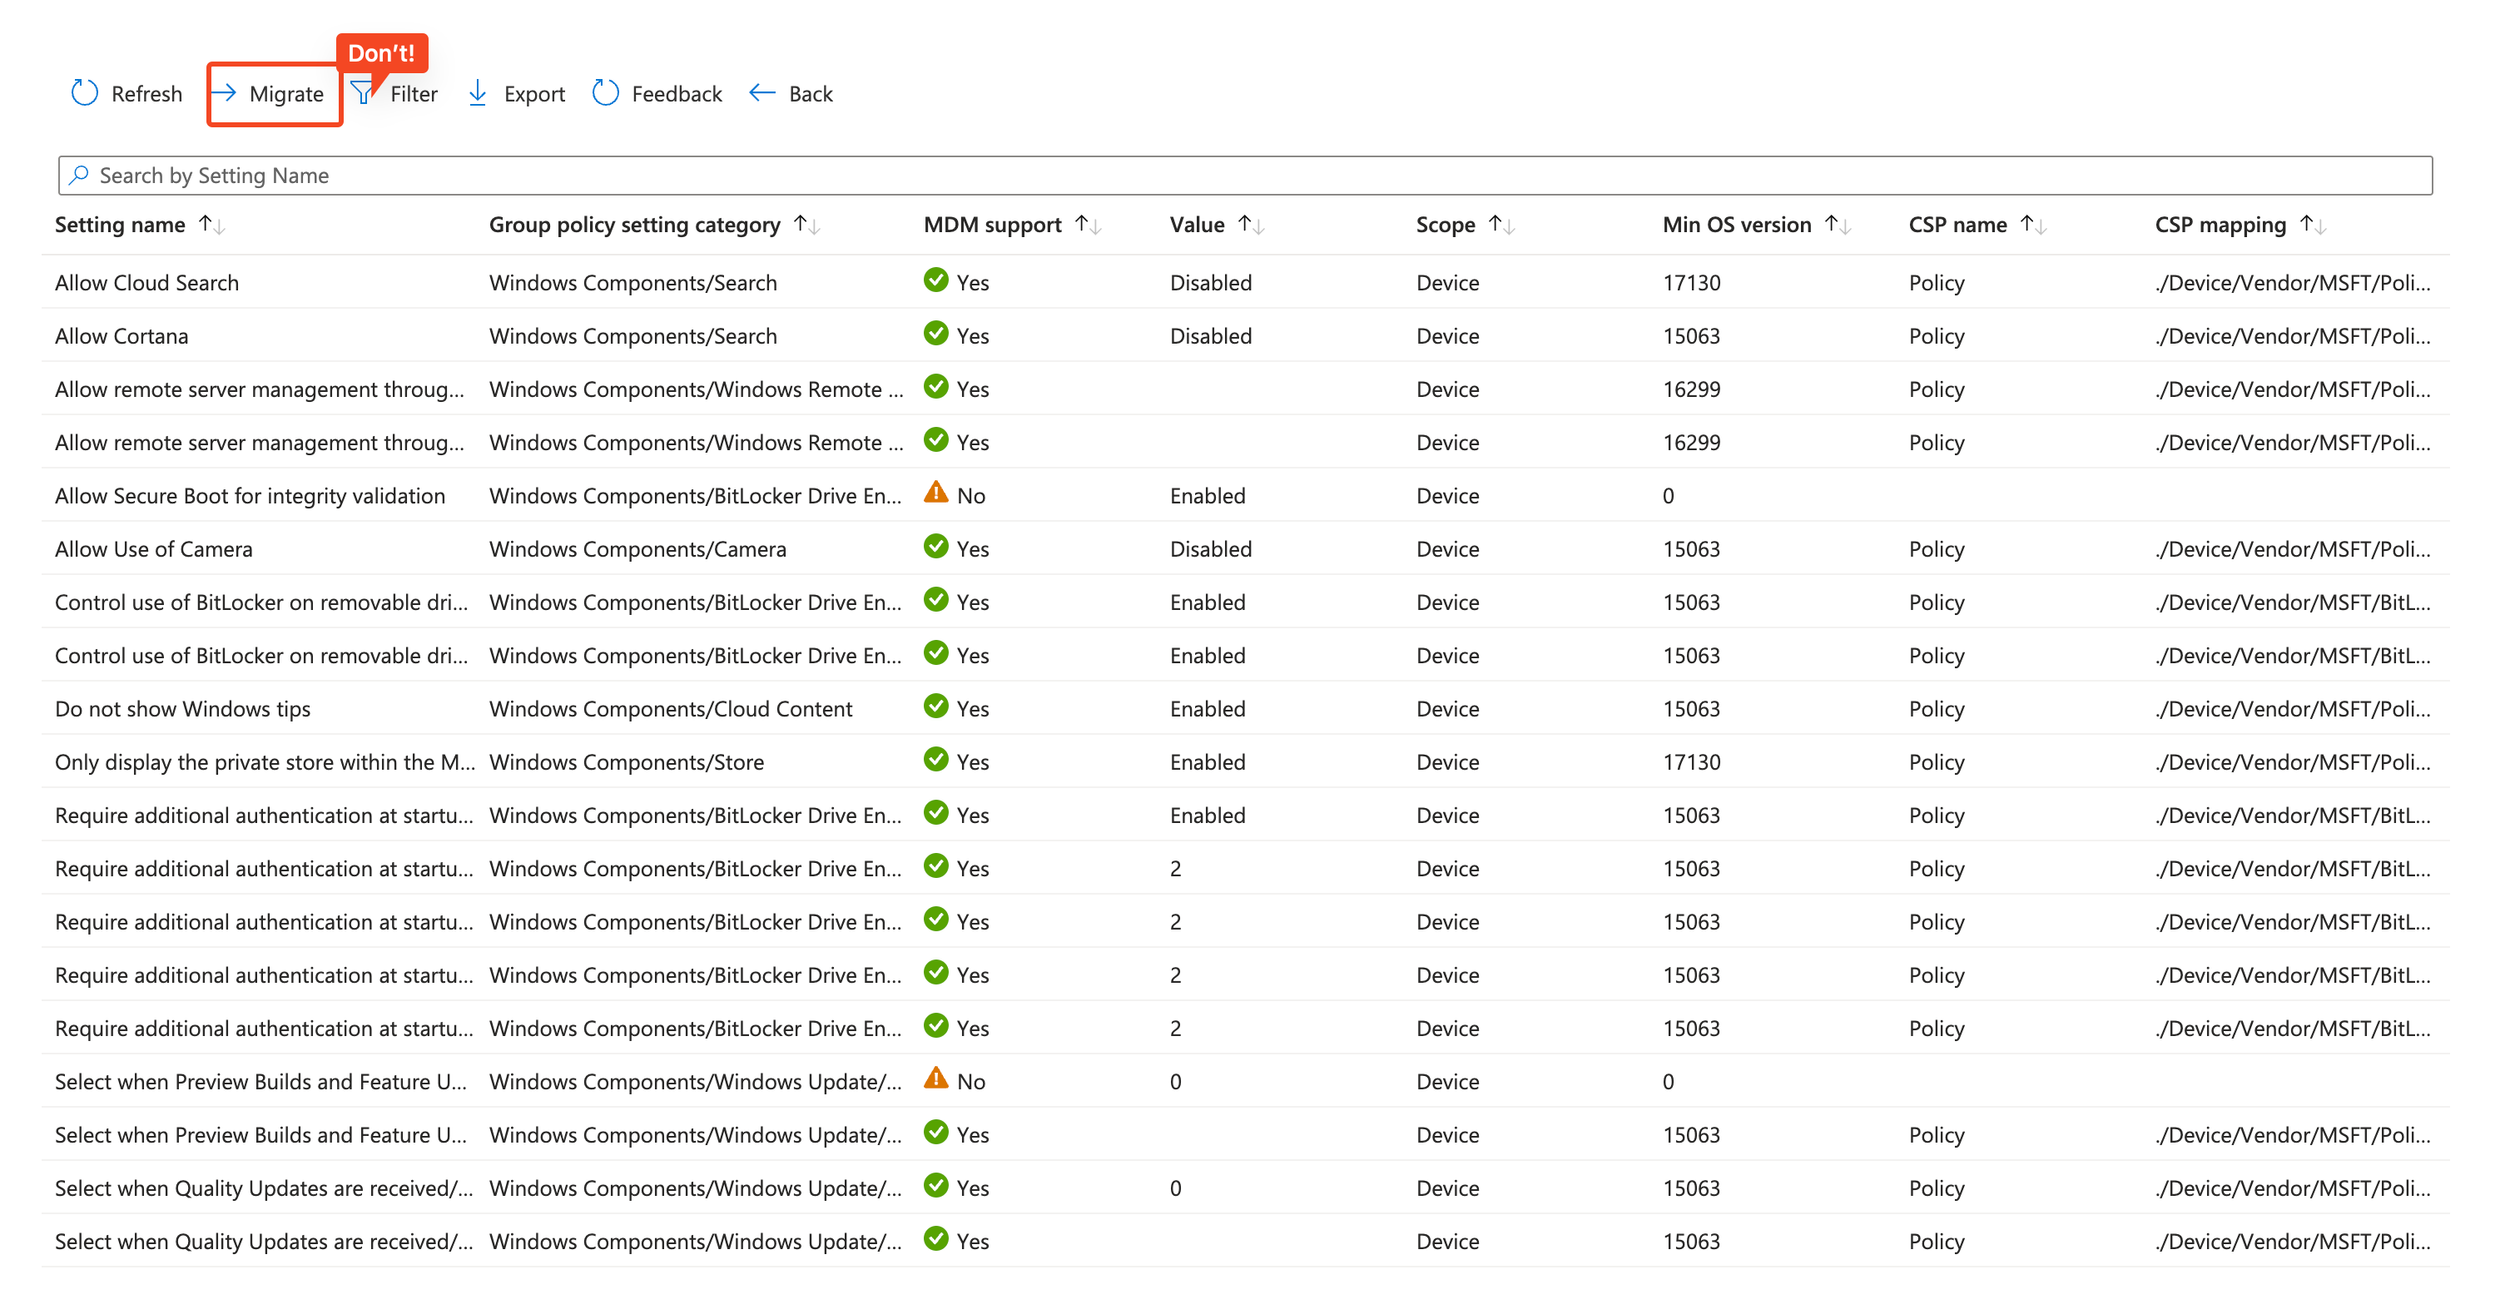 Don't!
Refresh Migrate Filter Export Feedback Back
Search by Setting Name
Setting name Group policy setting category MDM support Value Scope Min OS version CSP name CSP mapping
Allow Cloud Search Windows Components/Search Yes Disabled Device 17130 Policy ./Device/Vendor/MSFT/Poli...
Allow Cortana Windows Components/Search Yes Disabled Device 15063 Policy ./Device/Vendor/MSFT/Poli...
Allow remote server management throug... Windows Components/Windows Remote ... Yes Device 16299 Policy ./Device/Vendor/MSFT/Poli...
Allow remote server management throug... Windows Components/Windows Remote ... Yes Device 16299 Policy ./Device/Vendor/MSFT/Poli...
Allow Secure Boot for integrity validation Windows Components/BitLocker Drive En... No Enabled Device 0
Allow Use of Camera Windows Components/Camera Yes Disabled Device 15063 Policy ./Device/Vendor/MSFT/Poli...
Control use of BitLocker on removable dri... Windows Components/BitLocker Drive En... Yes Enabled Device 15063 Policy ./Device/Vendor/MSFT/BitL...
Control use of BitLocker on removable dri... Windows Components/BitLocker Drive En... Yes Enabled Device 15063 Policy ./Device/Vendor/MSFT/BitL...
Do not show Windows tips Windows Components/Cloud Content Yes Enabled Device 15063 Policy ./Device/Vendor/MSFT/Poli...
Only display the private store within the M... Windows Components/Store Yes Enabled Device 17130 Policy ./Device/Vendor/MSFT/Poli...
Require additional authentication at startu... Windows Components/BitLocker Drive En... Yes Enabled Device 15063 Policy ./Device/Vendor/MSFT/BitL...
Require additional authentication at startu... Windows Components/BitLocker Drive En... Yes 2 Device 15063 Policy ./Device/Vendor/MSFT/BitL...
Require additional authentication at startu... Windows Components/BitLocker Drive En... Yes 2 Device 15063 Policy ./Device/Vendor/MSFT/BitL...
Require additional authentication at startu... Windows Components/BitLocker Drive En... Yes 2 Device 15063 Policy ./Device/Vendor/MSFT/BitL...
Require additional authentication at startu... Windows Components/BitLocker Drive En... Yes 2 Device 15063 Policy ./Device/Vendor/MSFT/BitL...
Select when Preview Builds and Feature U... Windows Components/Windows Update/... No 0 Device 0
Select when Preview Builds and Feature U... Windows Components/Windows Update/... Yes Device 15063 Policy ./Device/Vendor/MSFT/Poli...
Select when Quality Updates are received/... Windows Components/Windows Update/... Yes 0 Device 15063 Policy ./Device/Vendor/MSFT/Poli...
Select when Quality Updates are received/... Windows Components/Windows Update/... Yes Device 15063 Policy ./Device/Vendor/MSFT/Poli...